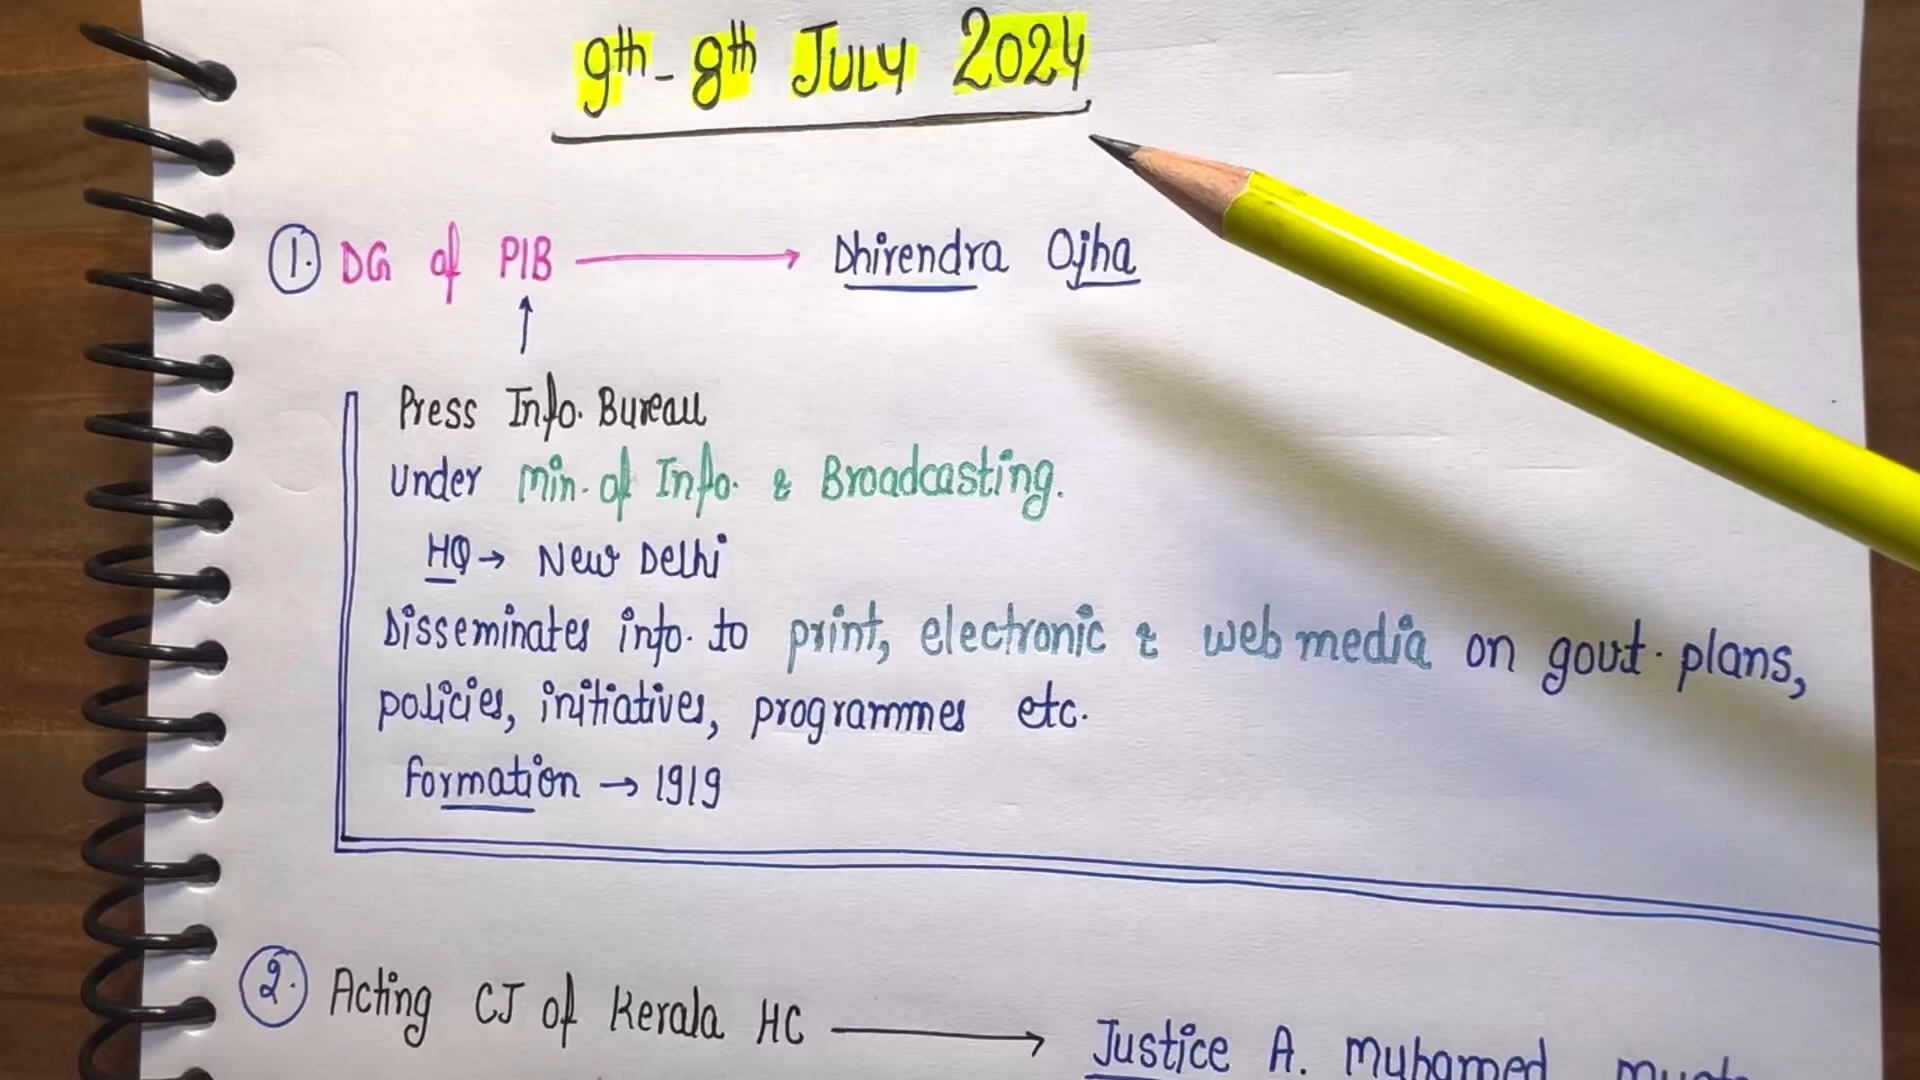 9th - 8th July 2024
1. DG of PIB → Dhirendra Ojha
↑
Press Info. Bureau
Under Min. of Info. & Broadcasting.
HQ → New Delhi
Disseminates info. to print, electronic & web media on govt. plans,
policies, initiatives, programmes etc.
Formation → 1919
2. Acting CJ of Kerala HC → Justice A. Muhamed